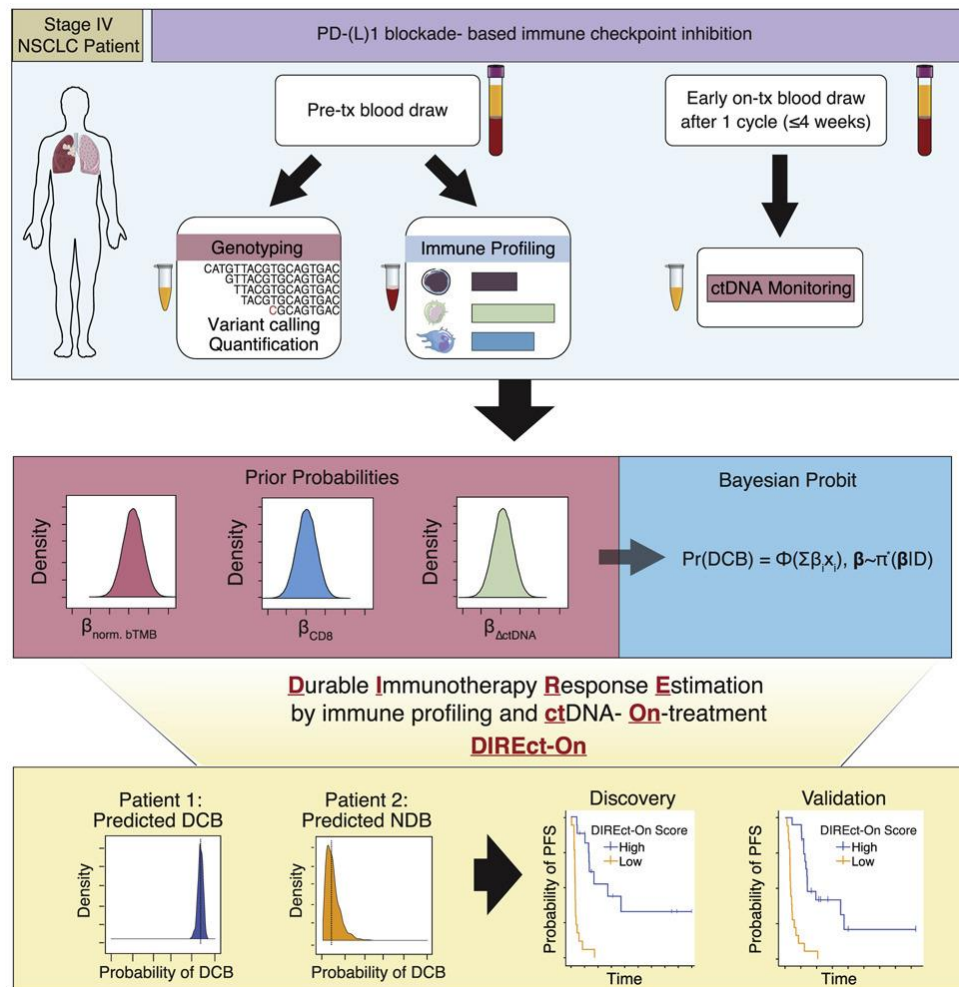 Stage IV
NSCLC Patient
PD-(L)1 blockade- based immune checkpoint inhibition
Pre-tx blood draw
Early on-tx blood draw
after 1 cycle (≤4 weeks)
Genotyping
CATGTTACGTGCAGTGAC
GTTACGTGCAGTGAC
TTACGTGCAGTGAC
TACGTGCAGTGAC
CGCAGTGAC
Variant calling
Quantification
Immune Profiling
ctDNA Monitoring
Prior Probabilities
Bayesian Probit
Density
β norm. bTMB
Density
β CD8
Density
β ΔctDNA
Pr(DCB) = Φ(Σβixi), β~π*(β|D)
Durable Immunotherapy Response Estimation
by immune profiling and ctDNA- On-treatment
DIREct-On
Patient 1:
Predicted DCB
Density
Probability of DCB
Patient 2:
Predicted NDB
Density
Probability of DCB
Discovery
DIREct-On Score
High
Low
Probability of PFS
Time
Validation
DIREct-On Score
High
Low
Probability of PFS
Time